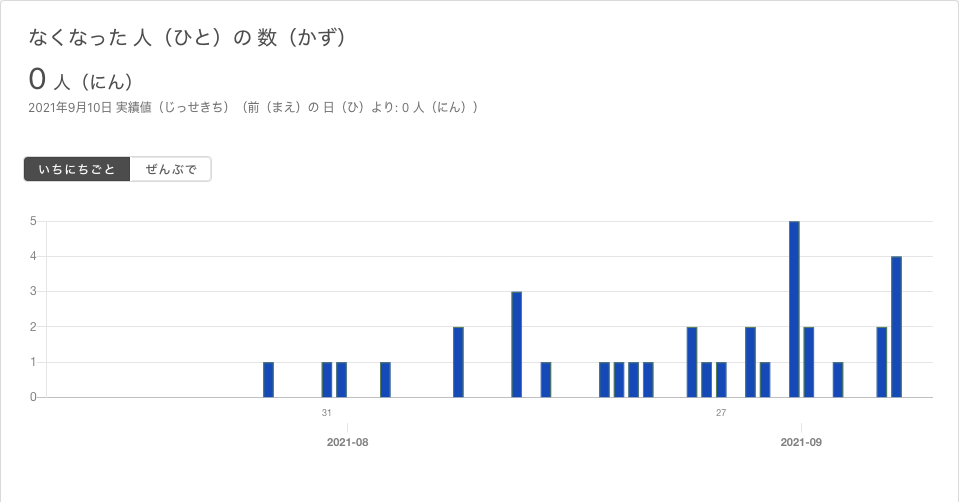 なくなった 人（ひと）の 数（かず）
0 人（にん）
2021年9月10日 実績値（じっせきち）（前（まえ）の 日（ひ）より: 0 人（にん））
いちにちごと ぜんぶで
5
4
3
2
1
0
31 27
2021-08 2021-09